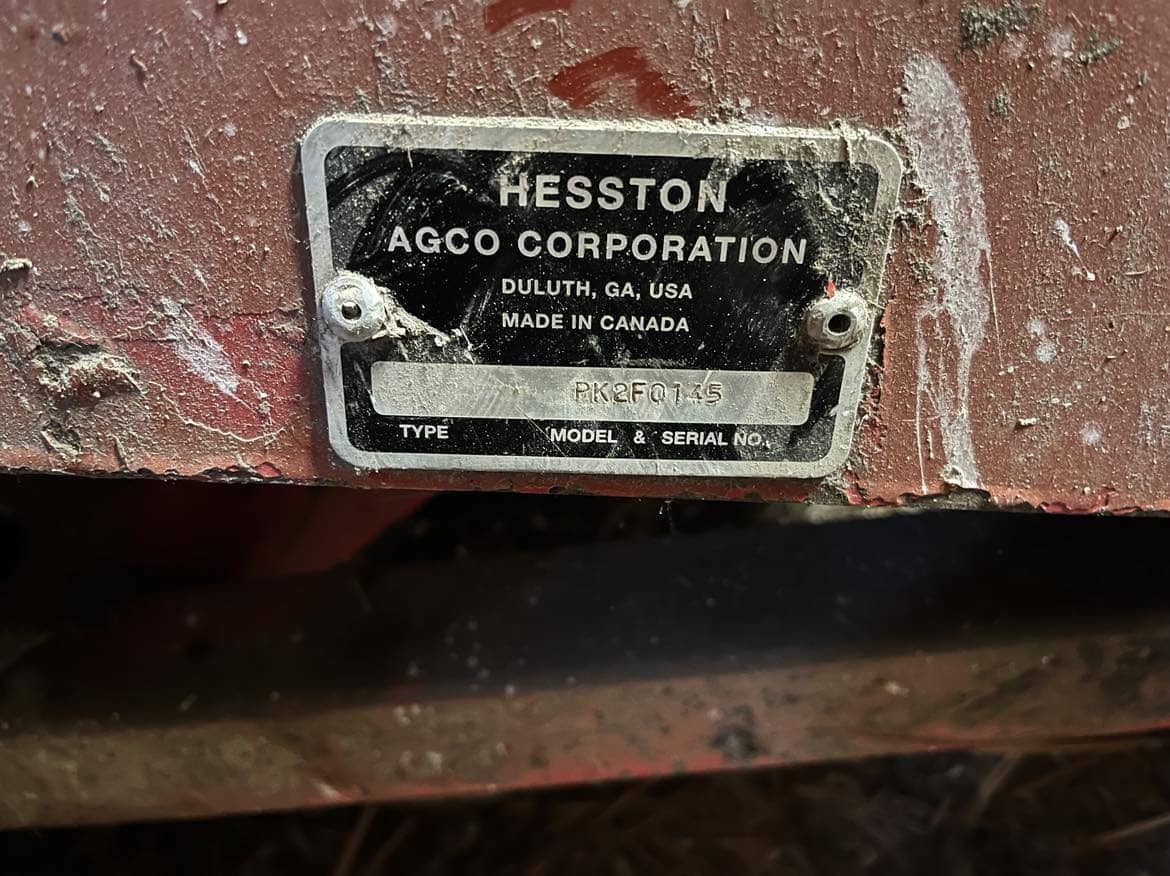 HESSTON
AGCO CORPORATION
DULUTH, GA, USA
MADE IN CANADA
PK2F0145
TYPE MODEL & SERIAL NO.